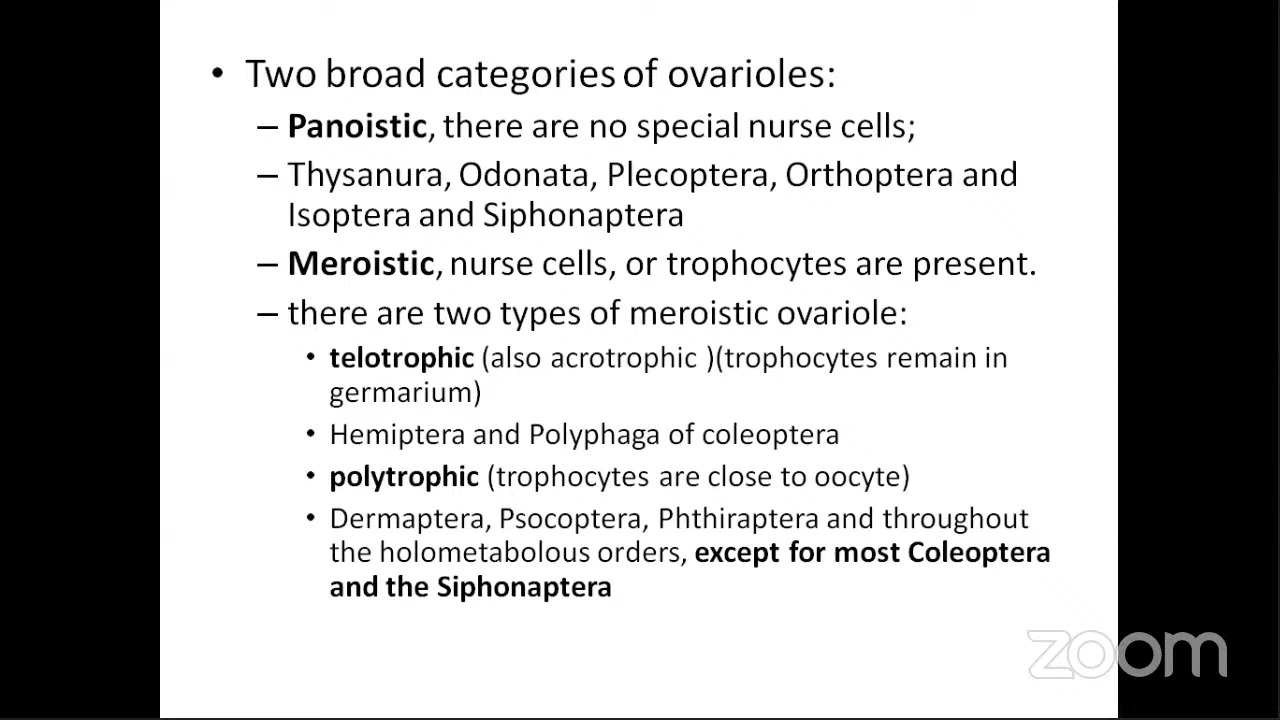 • Two broad categories of ovarioles:
– Panoistic, there are no special nurse cells;
– Thysanura, Odonata, Plecoptera, Orthoptera and
Isoptera and Siphonaptera
– Meroistic, nurse cells, or trophocytes are present.
– there are two types of meroistic ovariole:
• telotrophic (also acrotrophic )(trophocytes remain in
germarium)
• Hemiptera and Polyphaga of coleoptera
• polytrophic (trophocytes are close to oocyte)
• Dermaptera, Psocoptera, Phthiraptera and throughout
the holometabolous orders, except for most Coleoptera
and the Siphonaptera
zoom